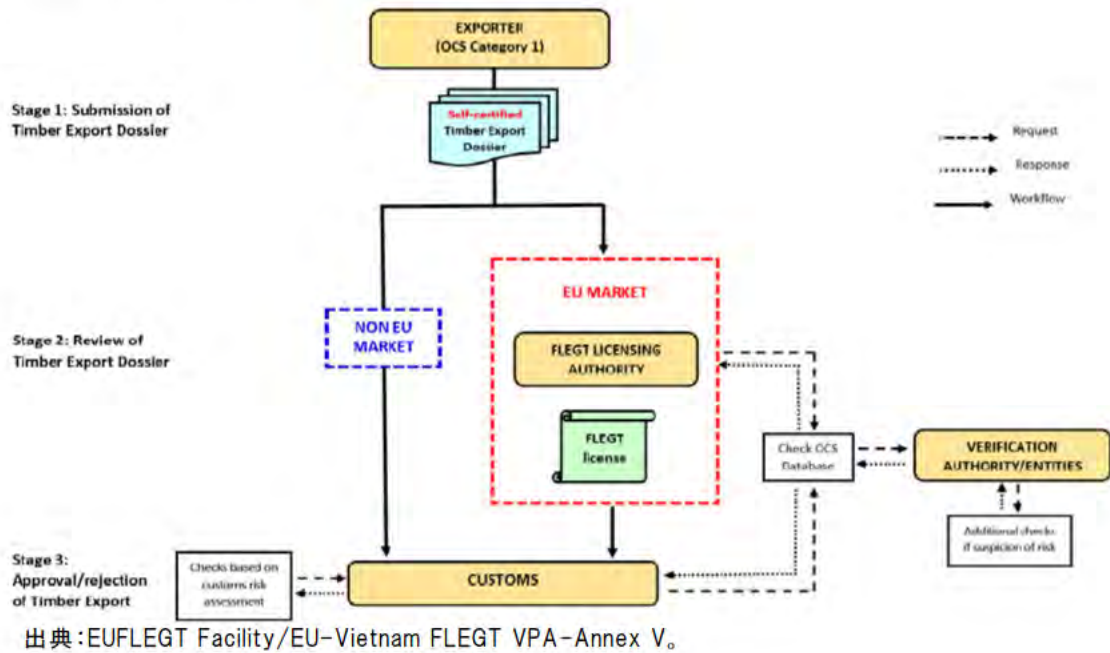 EXPORTER
(OCS Category 1)
Stage 1: Submission of
Timber Export Dossier
Self-certified
Timber Export
Dossier
Request
Response
Workflow
EU MARKET
NON EU
MARKET
Stage 2: Review of
Timber Export Dossier
FLEGT LICENSING
AUTHORITY
FLEGT
license
Check OCS
Database
VERIFICATION
AUTHORITY/ENTITIES
Additional checks
if suspicion of risk
Stage 3:
Approval/rejection
of Timber Export
Checks based on
customs risk
assessment
CUSTOMS
出典:EUFLEGT Facility/EU-Vietnam FLEGT VPA-Annex V。